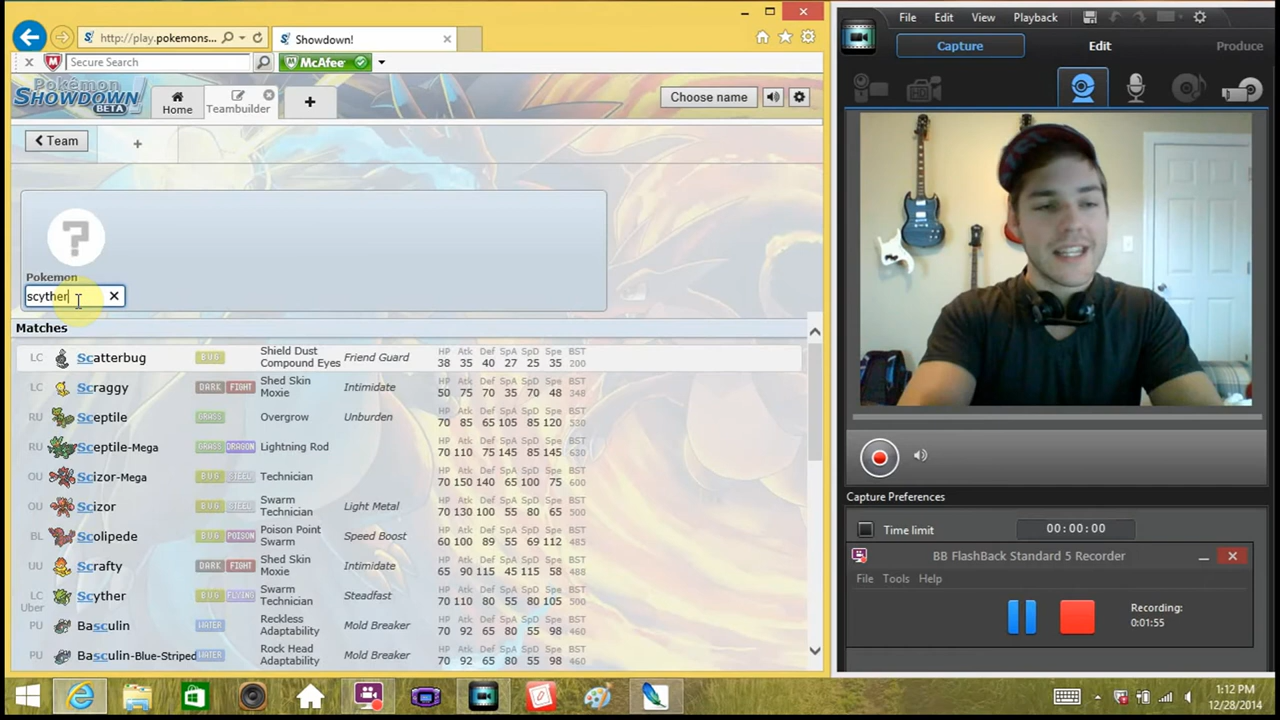 http://play.pokemons...
Showdown!
Secure Search
McAfee
Pokémon
SHOWDOWN
BETA
Home
Teambuilder
+
Choose name
Team
+
?
Pokemon
scyther
Matches
LC Scatterbug BUG Shield Dust Compound Eyes Friend Guard HP 38 Atk 35 Def 40 SpA 27 SpD 25 Spe 35 BST 200
LC Scraggy DARK FIGHT Shed Skin Moxie Intimidate 50 75 70 35 70 48 348
RU Sceptile GRASS Overgrow Unburden HP 70 Atk 85 Def 65 SpA 105 SpD 85 Spe 120 BST 530
RU Sceptile-Mega GRASS DRAGON Lightning Rod HP 70 Atk 110 Def 75 SpA 145 SpD 85 Spe 145 BST 630
OU Scizor-Mega BUG STEEL Technician HP 70 Atk 150 Def 140 SpA 65 SpD 100 Spe 75 BST 600
OU Scizor BUG STEEL Swarm Technician Light Metal HP 70 Atk 130 Def 100 SpA 55 SpD 80 Spe 65 BST 500
BL Scolipede BUG POISON Poison Point Swarm Speed Boost HP 60 Atk 100 Def 89 SpA 55 SpD 69 Spe 112 BST 485
UU Scrafty DARK FIGHT Shed Skin Moxie Intimidate HP 65 Atk 90 Def 115 SpA 45 SpD 115 Spe 58 BST 488
LC Uber Scyther BUG FLYING Swarm Technician Steadfast HP 70 Atk 110 Def 80 SpA 55 SpD 80 Spe 105 BST 500
PU Basculin WATER Reckless Adaptability Mold Breaker HP 70 Atk 92 Def 65 SpA 80 SpD 55 Spe 98 BST 460
PU Basculin-Blue-Striped WATER Rock Head Adaptability Mold Breaker HP 70 Atk 92 Def 65 SpA 80 SpD 55 Spe 98 BST 460
File Edit View Playback
Capture
Edit
Produce
Capture Preferences
Time limit
00:00:00
BB FlashBack Standard 5 Recorder
File Tools Help
Recording:
0:01:55
1:12 PM
12/28/2014